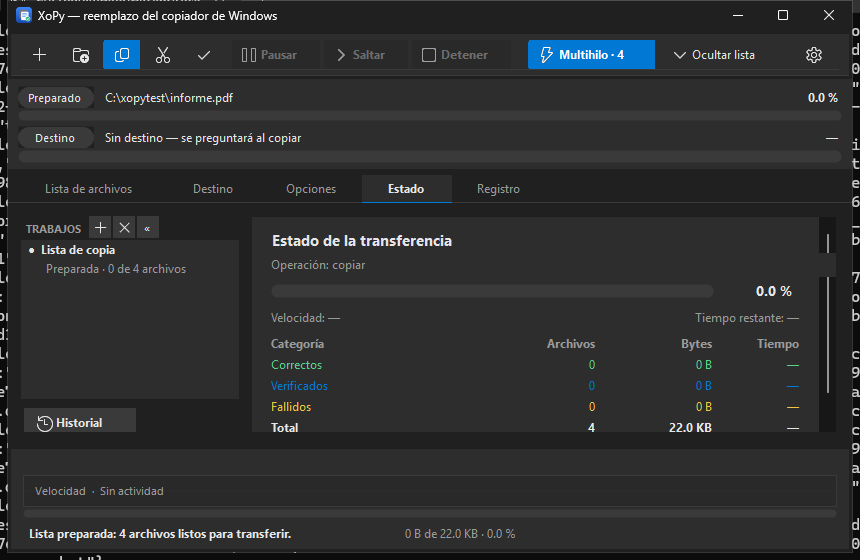 XoPy — reemplazo del copiador de Windows
Pausar
Saltar
Detener
Multihilo · 4
Ocultar lista
Preparado
C:\xopytest\informe.pdf
0.0 %
Destino
Sin destino — se preguntará al copiar
—
Lista de archivos
Destino
Opciones
Estado
Registro
TRABAJOS
«
• Lista de copia
Preparada · 0 de 4 archivos
Historial
Estado de la transferencia
Operación: copiar
0.0 %
Velocidad: —
Tiempo restante: —
Categoría Archivos Bytes Tiempo
Correctos 0 0 B —
Verificados 0 0 B —
Fallidos 0 0 B —
Total 4 22.0 KB —
Velocidad · Sin actividad
Lista preparada: 4 archivos listos para transferir.
0 B de 22.0 KB · 0.0 %